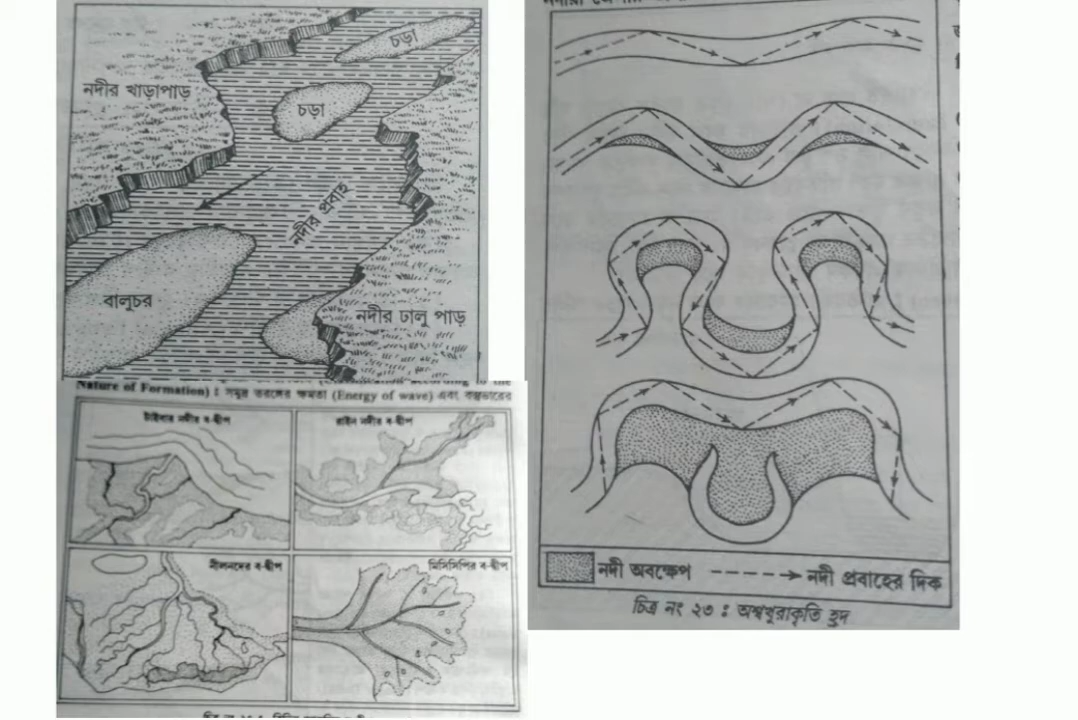 চড়া
নদীর খাড়াপাড়
চড়া
নদীর প্রবাহ
বালুচর
নদীর ঢালু পাড়
Nature of Formation) : সমুদ্র তরঙ্গের ক্ষমতা (Energy of wave) এবং
টাইবার নদীর ব-দ্বীপ
রাইন নদীর ব-দ্বীপ
নীলনদের ব-দ্বীপ
মিসিসিপির ব-দ্বীপ
নদী অবক্ষেপ
নদী প্রবাহের দিক
চিত্র নং ২৩ : অশ্বখুরাকৃতি হ্রদ